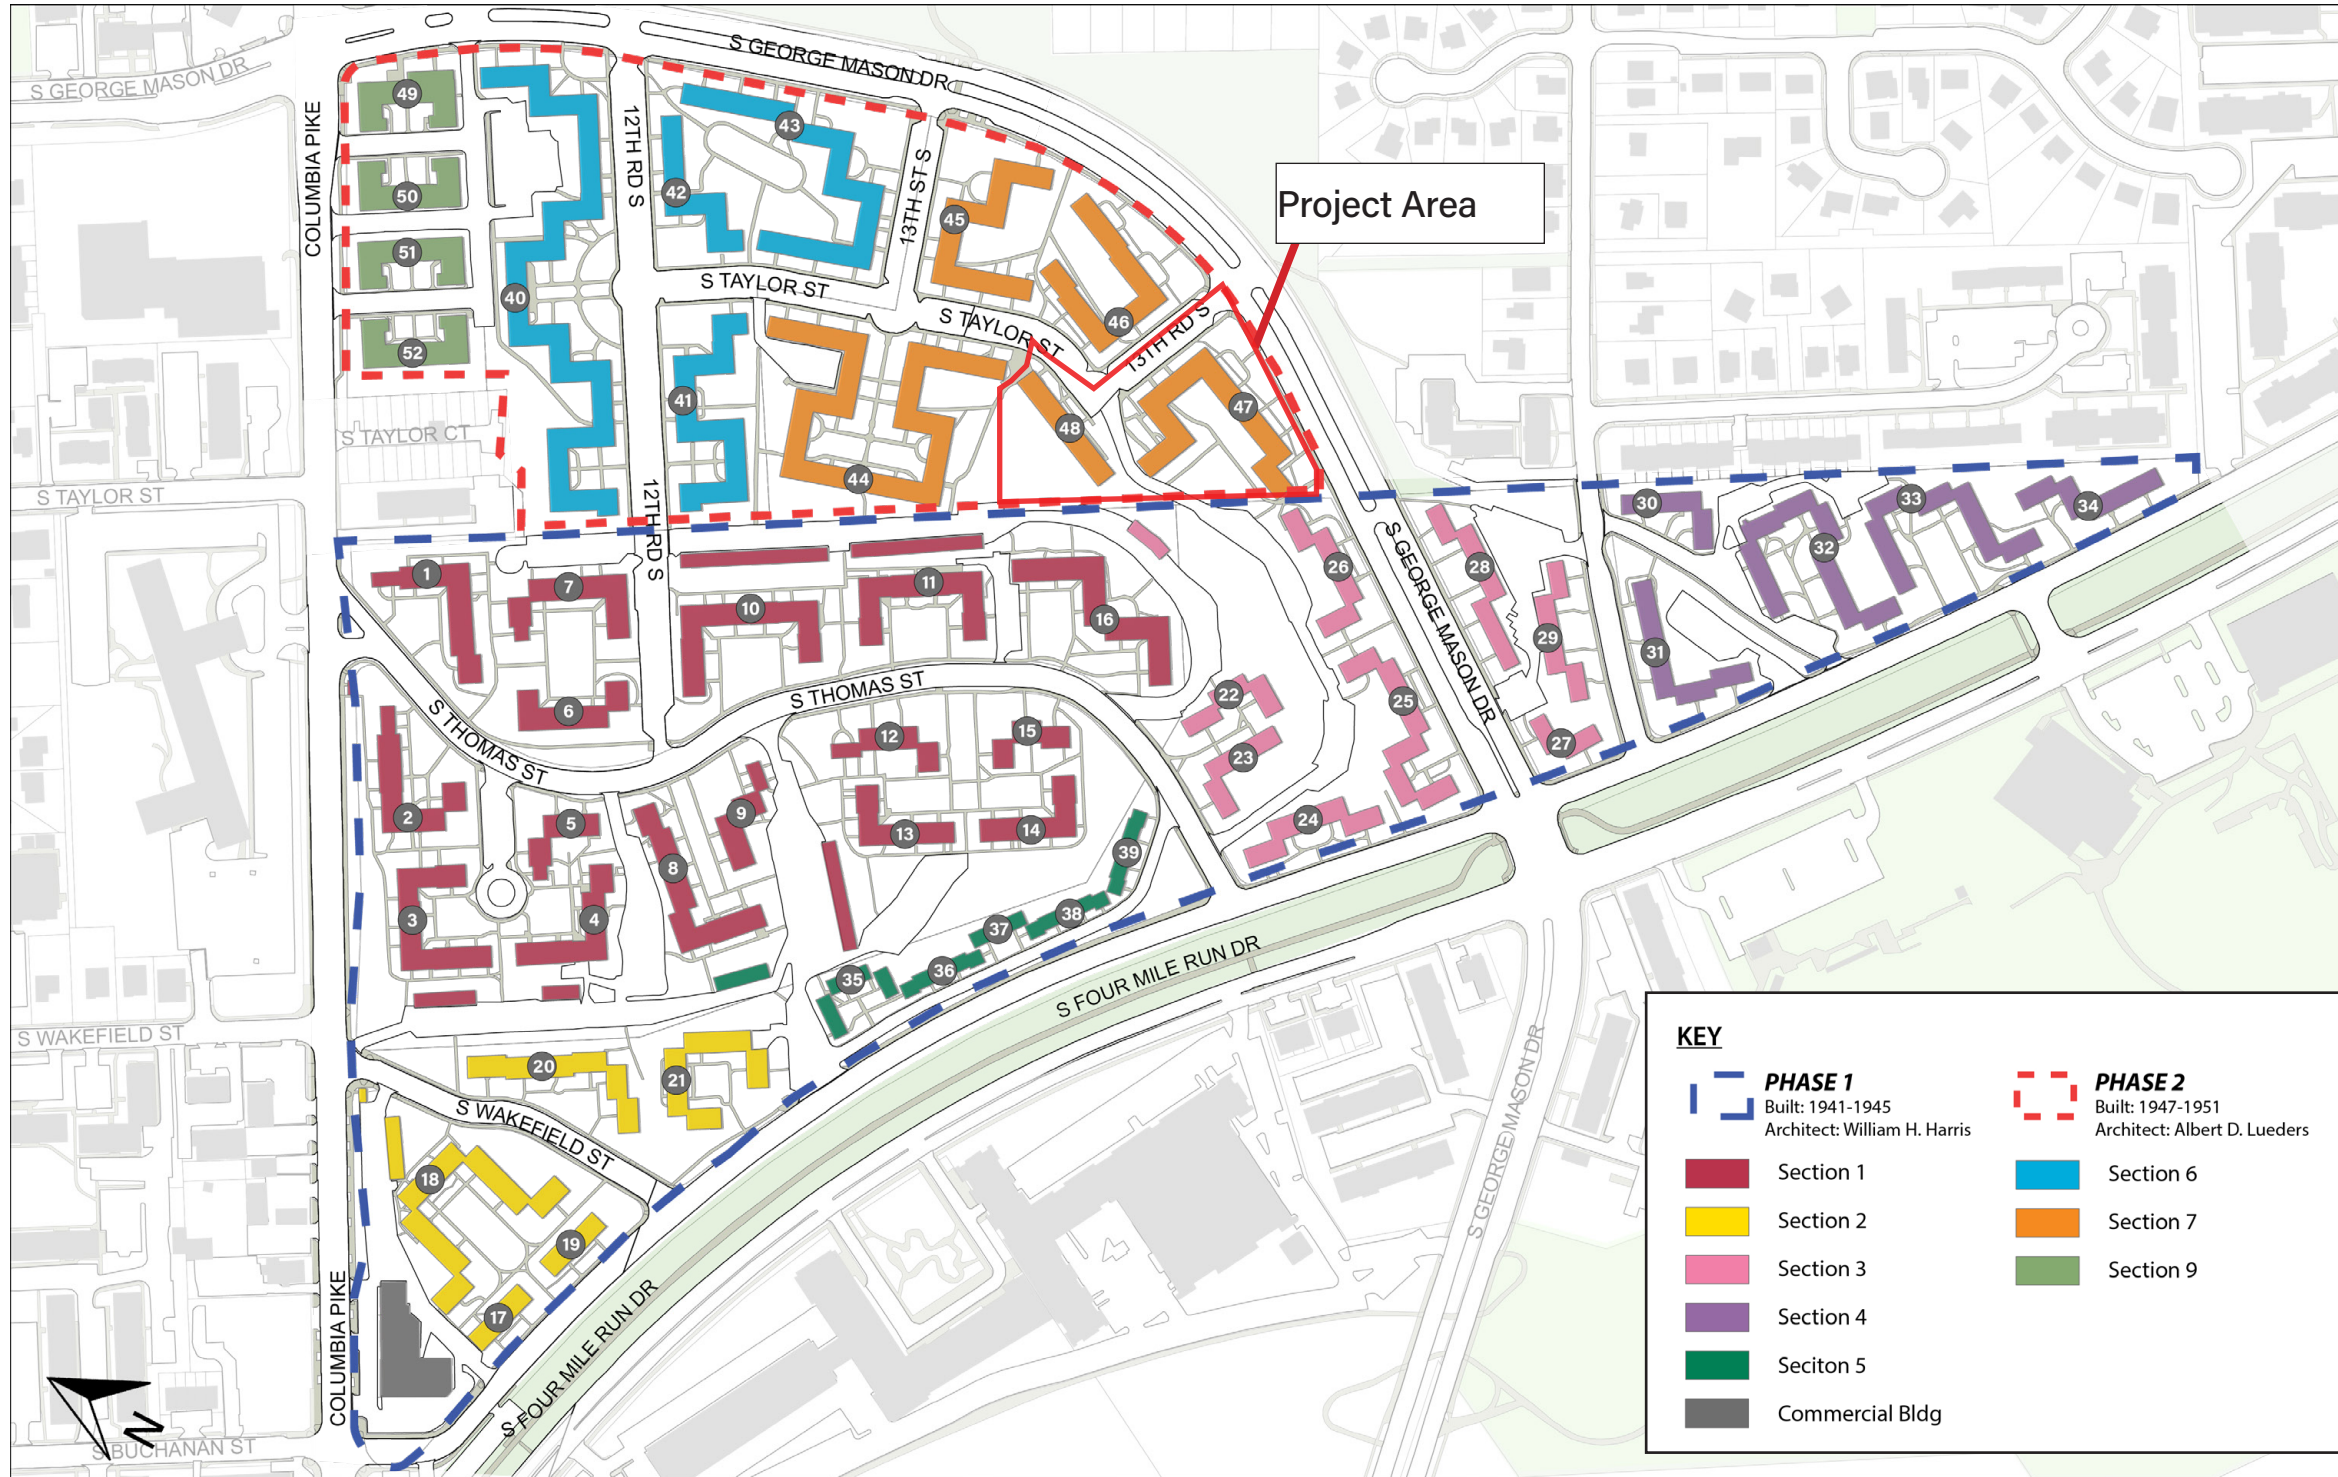 S GEORGE MASON DR
S GEORGE MASON DR
COLUMBIA PIKE
12TH RD S
13TH ST S
Project Area
S TAYLOR ST
S TAYLOR ST
13TH RD S
S TAYLOR CT
S TAYLOR ST
12TH RD S
12TH RD S
49
50
51
52
40
43
42
41
45
46
44
48
47
1
7
10
11
16
6
26
28
29
30
31
32
33
34
27
25
22
23
24
S GEORGE MASON DR
S THOMAS ST
S THOMAS ST
2
5
3
4
8
9
12
15
13
14
39
38
37
36
35
S FOUR MILE RUN DR
S WAKEFIELD ST
20
21
S WAKEFIELD ST
18
19
17
COLUMBIA PIKE
S FOUR MILE RUN DR
S GEORGE MASON DR
S BUCHANAN ST
N
KEY
PHASE 1
Built: 1941-1945
Architect: William H. Harris
Section 1
Section 2
Section 3
Section 4
Seciton 5
Commercial Bldg
PHASE 2
Built: 1947-1951
Architect: Albert D. Lueders
Section 6
Section 7
Section 9